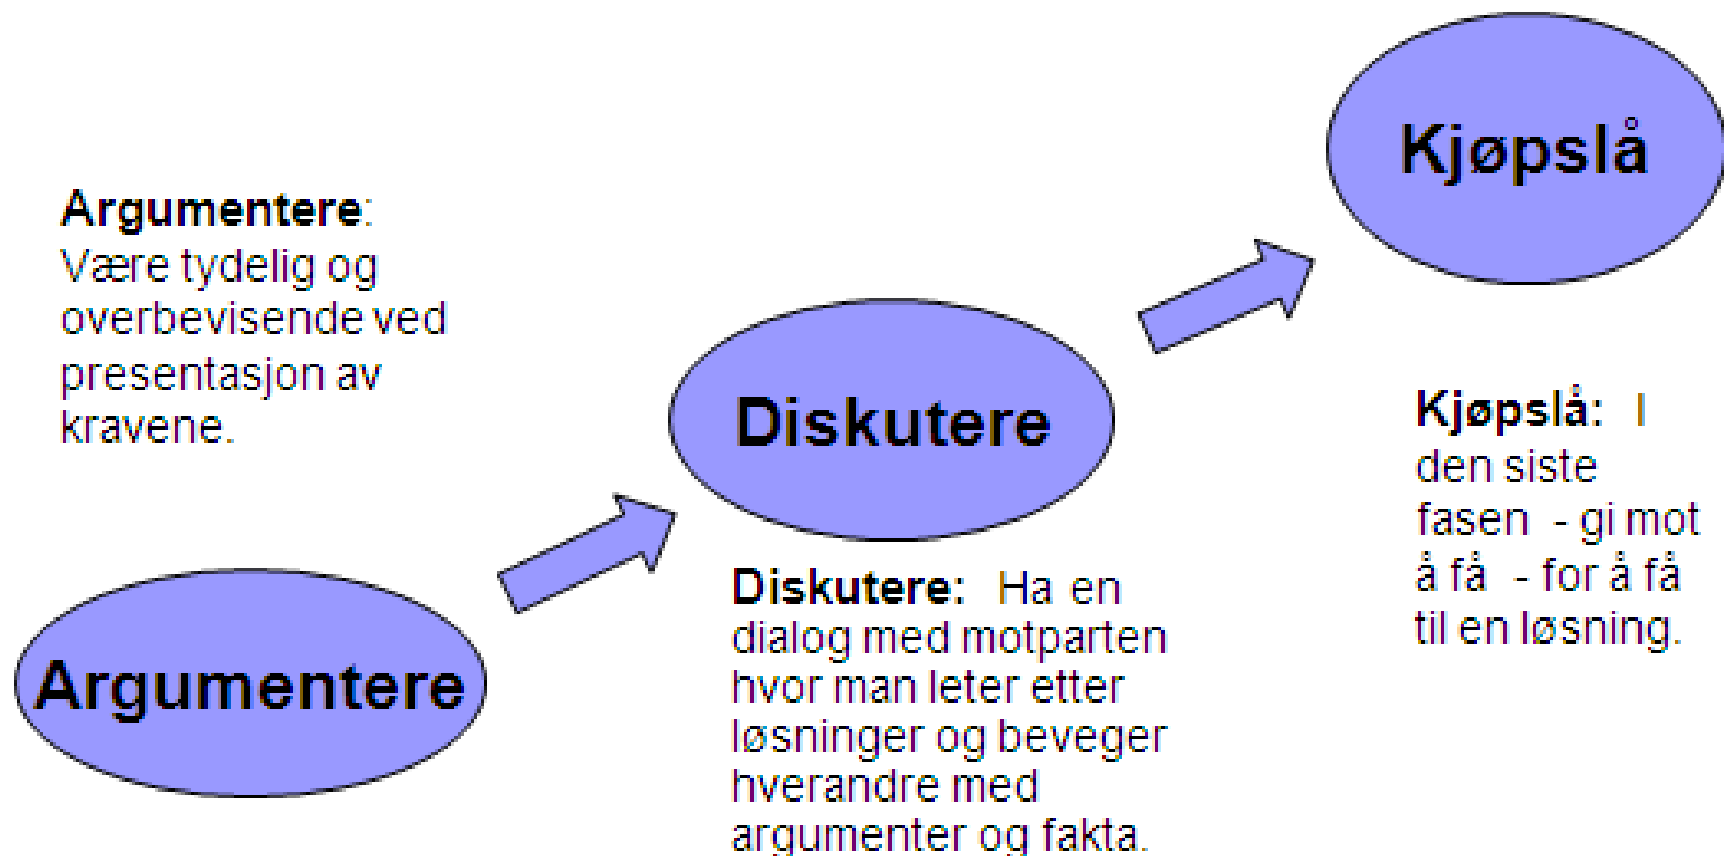 Kjøpslå
Argumentere:
Være tydelig og
overbevisende ved
presentasjon av
kravene.
Diskutere
Kjøpslå: I
den siste
fasen - gi mot
å få - for å få
til en løsning.
Argumentere
Diskutere: Ha en
dialog med motparten
hvor man leter etter
løsninger og beveger
hverandre med
argumenter og fakta.